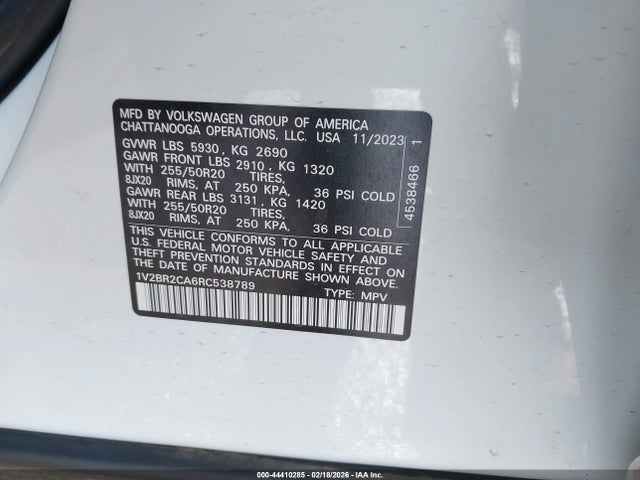 MFD BY VOLKSWAGEN GROUP OF AMERICA
CHATTANOOGA OPERATIONS, LLC. USA 11/2023
GVWR LBS 5930 , KG 2690
GAWR FRONT LBS 2910 , KG 1320
WITH 255/50R20 TIRES,
8JX20 RIMS, AT 250 KPA, 36 PSI COLD
GAWR REAR LBS 3131 , KG 1420
WITH 255/50R20 TIRES,
8JX20 RIMS, AT 250 KPA, 36 PSI COLD
THIS VEHICLE CONFORMS TO ALL APPLICABLE
U.S. FEDERAL MOTOR VEHICLE SAFETY AND
THEFT PREVENTION STANDARDS IN EFFECT ON
THE DATE OF MANUFACTURE SHOWN ABOVE.
1V2BR2CA6RC538789
TYPE: MPV
4538466 1
000-44410285 - 02/18/2026 - IAA Inc.